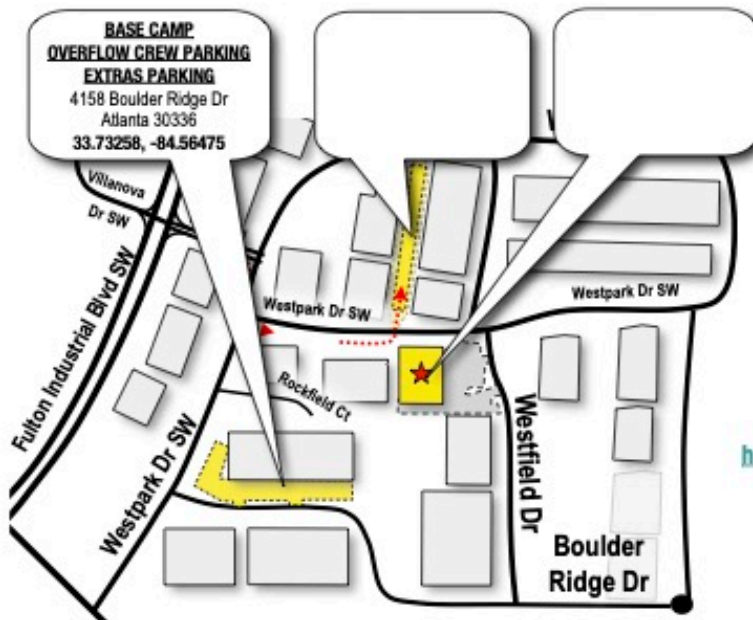 BASE CAMP
OVERFLOW CREW PARKING
EXTRAS PARKING
4158 Boulder Ridge Dr
Atlanta 30336
33.73258, -84.56475
Villanova
Dr SW
Fulton Industrial Blvd SW
Westpark Dr SW
Westpark Dr SW
Westpark Dr SW
Rockfield Ct
Westfield Dr
Boulder
Ridge Dr
h